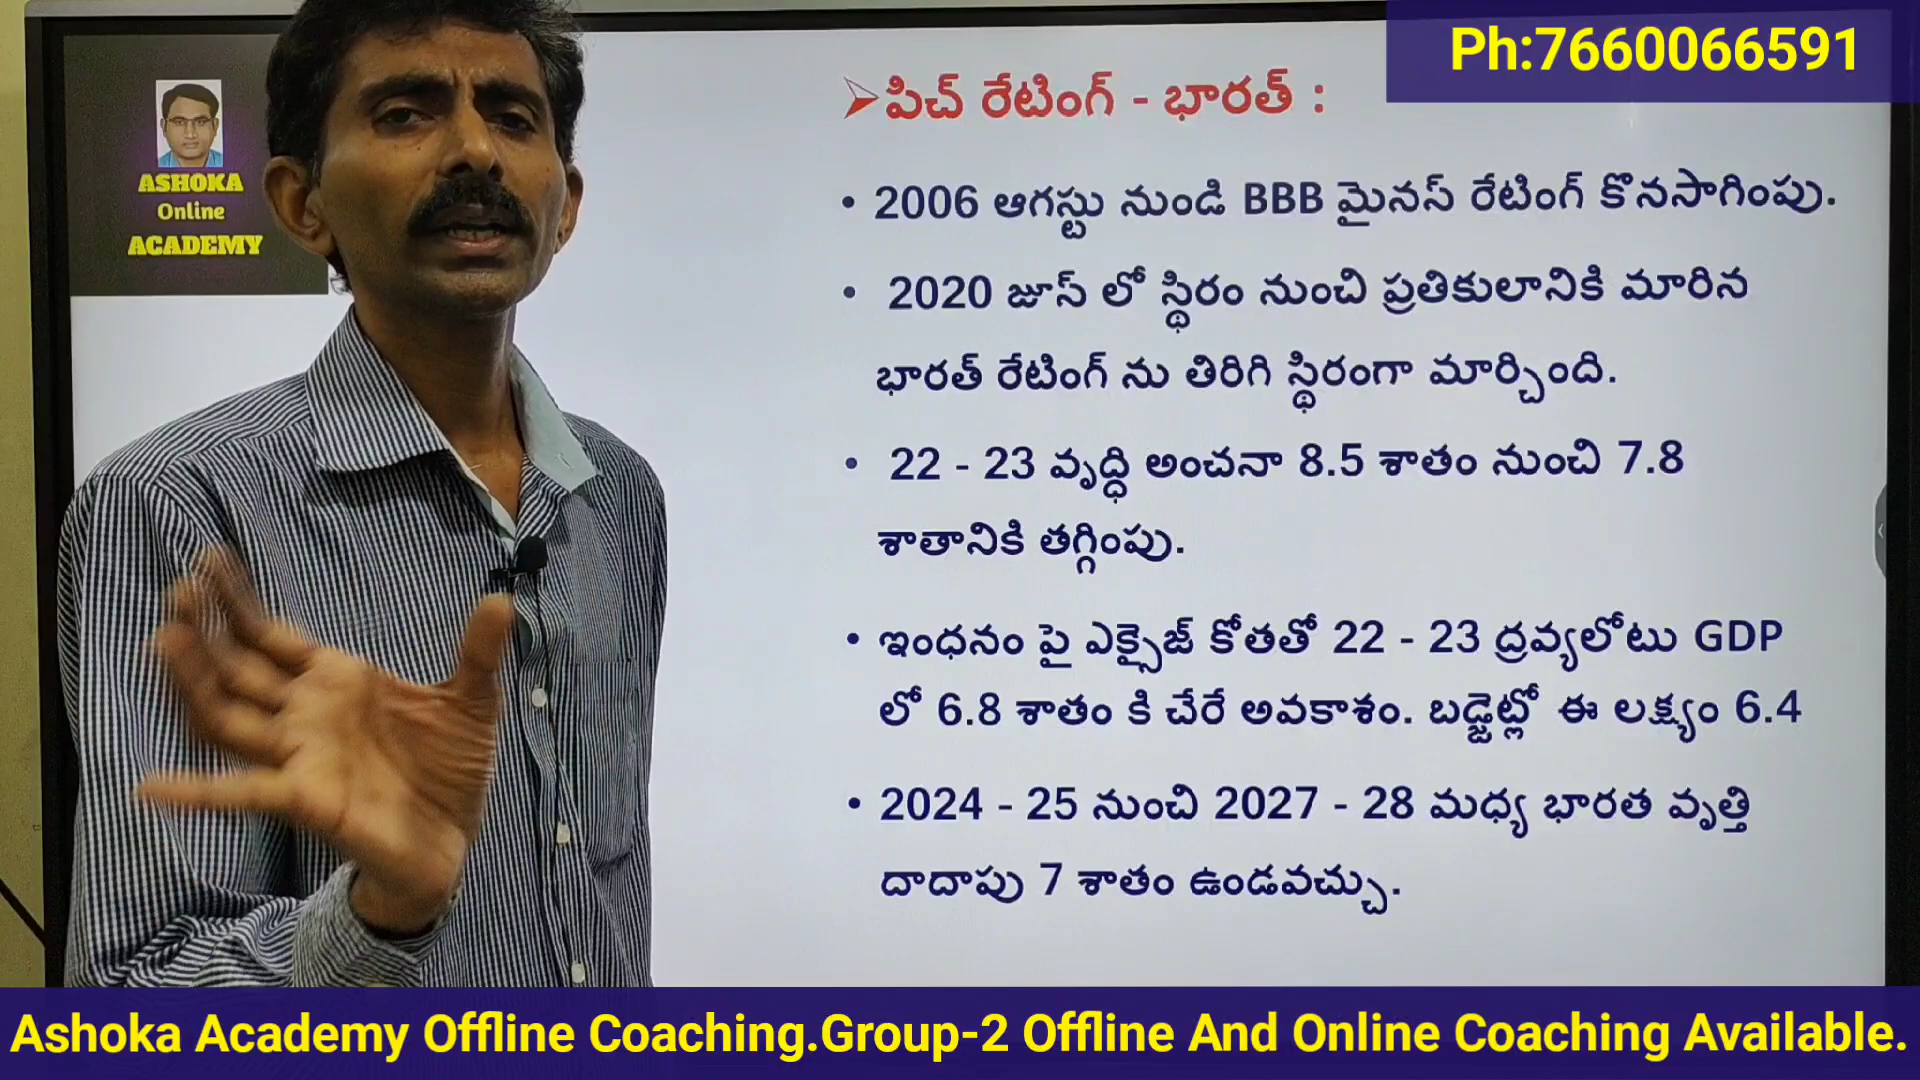 Ph:7660066591
ASHOKA
Online
ACADEMY
➢పిచ్ రేటింగ్ - భారత్ :
• 2006 ఆగస్టు నుండి BBB మైనస్ రేటింగ్ కొనసాగింపు.
• 2020 జూస్ లో స్థిరం నుంచి ప్రతికులానికి మారిన
భారత్ రేటింగ్ ను తిరిగి స్థిరంగా మార్చింది.
• 22 - 23 వృద్ధి అంచనా 8.5 శాతం నుంచి 7.8
శాతానికి తగ్గింపు.
• ఇంధనం పై ఎక్సైజ్ కోతతో 22 - 23 ద్రవ్యలోటు GDP
లో 6.8 శాతం కి చేరే అవకాశం. బడ్జెట్లో ఈ లక్ష్యం 6.4
• 2024 - 25 నుంచి 2027 - 28 మధ్య భారత వృత్తి
దాదాపు 7 శాతం ఉండవచ్చు.
Ashoka Academy Offline Coaching.Group-2 Offline And Online Coaching Available.